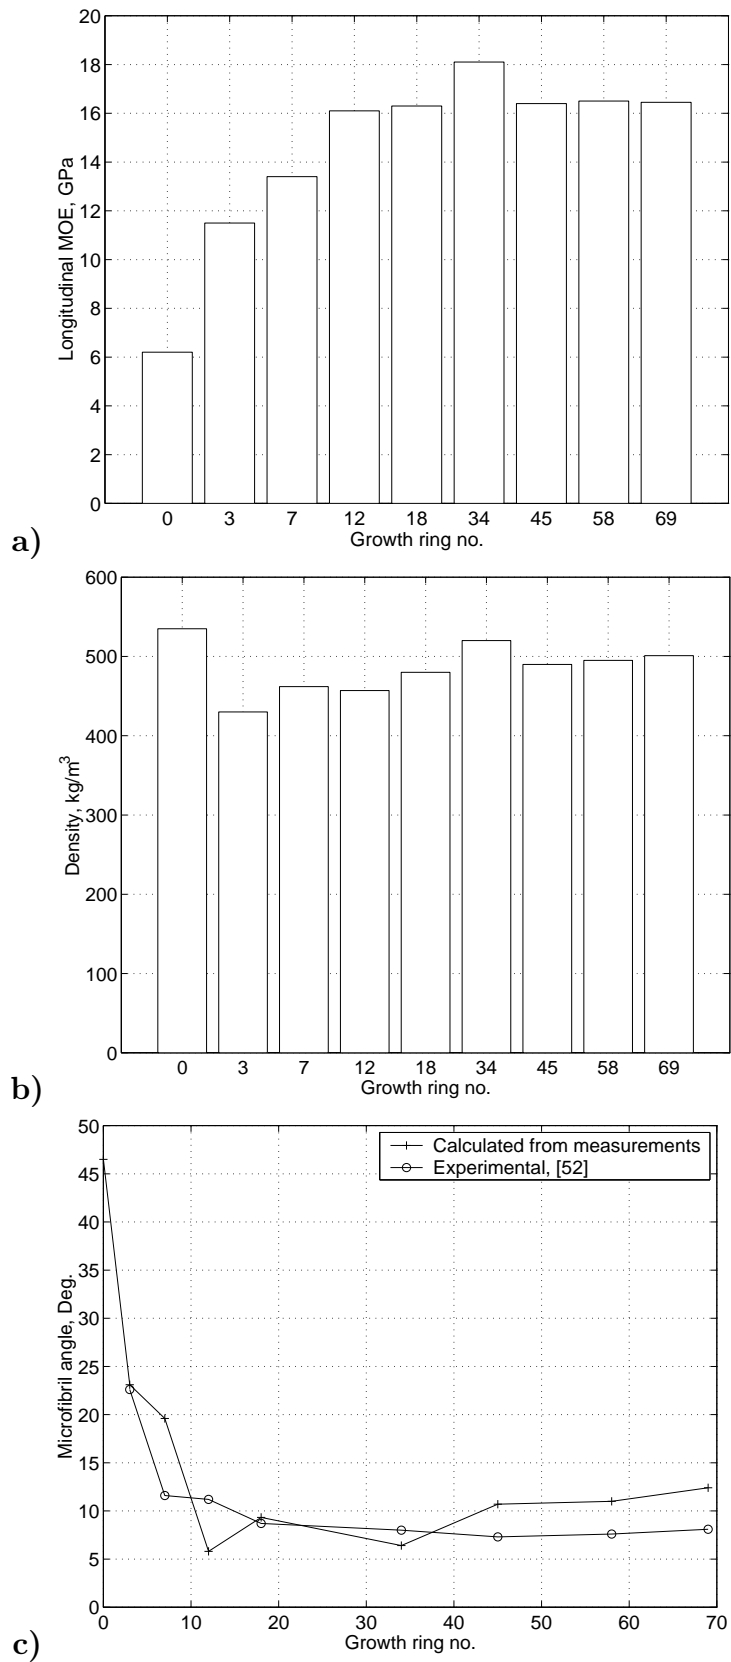 20
18
16
14
12
10
8
6
4
2
0
Longitudinal MOE, GPa
0 3 7 12 18 34 45 58 69
Growth ring no.
a)
600
500
400
300
200
100
0
Density, kg/m³
0 3 7 12 18 34 45 58 69
Growth ring no.
b)
50
45
40
35
30
25
20
15
10
5
0
Microfibril angle, Deg.
Calculated from measurements
Experimental, [52]
0 10 20 30 40 50 60 70
Growth ring no.
c)